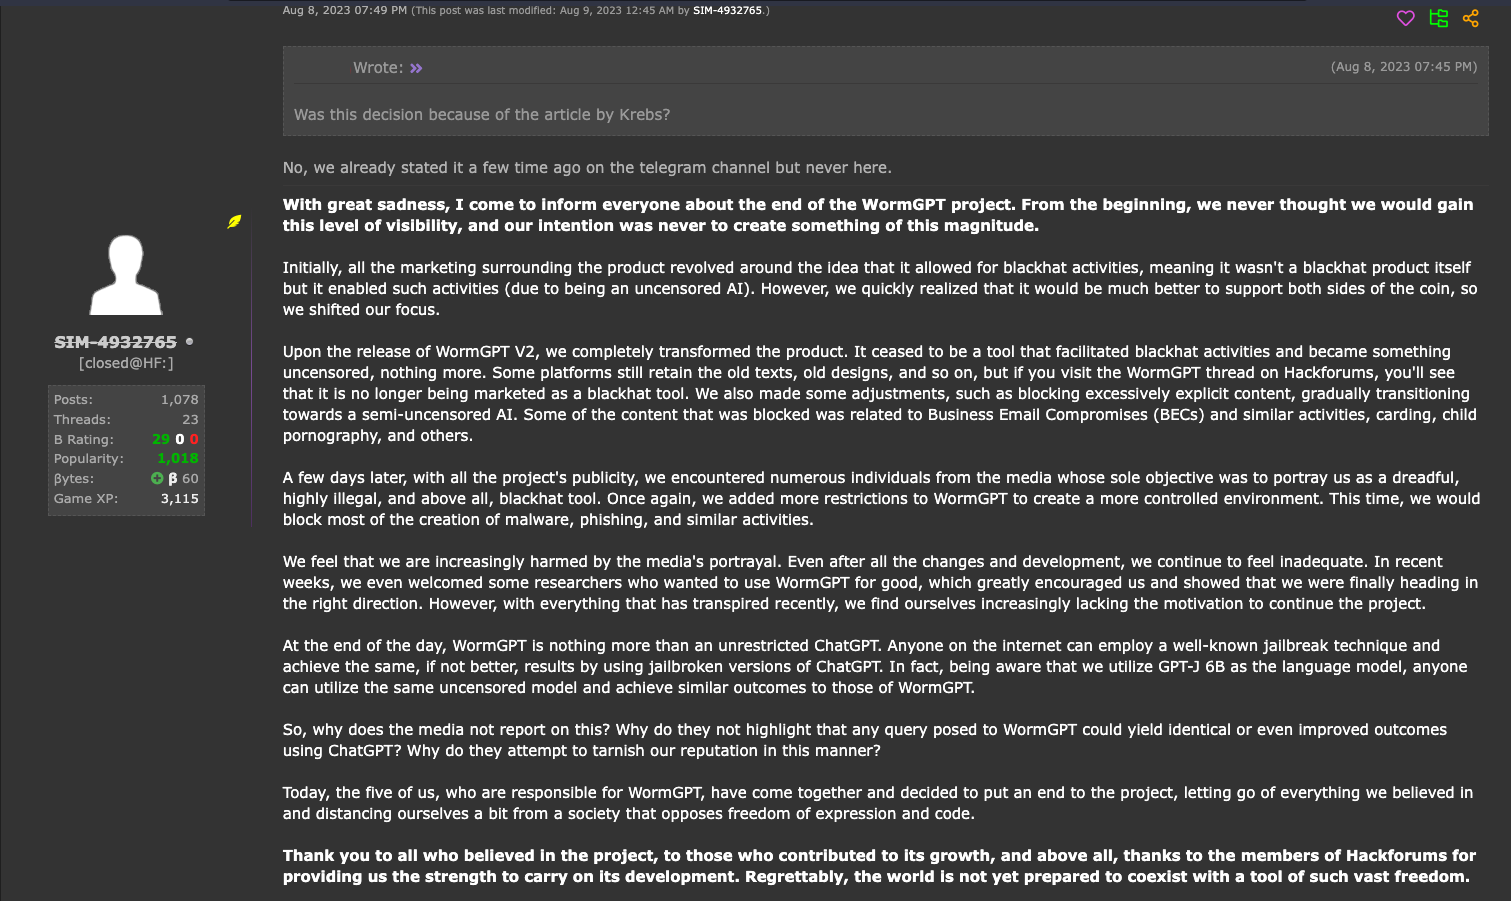 Aug 8, 2023 07:49 PM (This post was last modified: Aug 9, 2023 12:45 AM by SIM-4932765.)
Wrote: »
(Aug 8, 2023 07:45 PM)
Was this decision because of the article by Krebs?
No, we already stated it a few time ago on the telegram channel but never here.
With great sadness, I come to inform everyone about the end of the WormGPT project. From the beginning, we never thought we would gain
this level of visibility, and our intention was never to create something of this magnitude.
Initially, all the marketing surrounding the product revolved around the idea that it allowed for blackhat activities, meaning it wasn't a blackhat product itself
but it enabled such activities (due to being an uncensored AI). However, we quickly realized that it would be much better to support both sides of the coin, so
we shifted our focus.
Upon the release of WormGPT V2, we completely transformed the product. It ceased to be a tool that facilitated blackhat activities and became something
uncensored, nothing more. Some platforms still retain the old texts, old designs, and so on, but if you visit the WormGPT thread on Hackforums, you'll see
that it is no longer being marketed as a blackhat tool. We also made some adjustments, such as blocking excessively explicit content, gradually transitioning
towards a semi-uncensored AI. Some of the content that was blocked was related to Business Email Compromises (BECs) and similar activities, carding, child
pornography, and others.
A few days later, with all the project's publicity, we encountered numerous individuals from the media whose sole objective was to portray us as a dreadful,
highly illegal, and above all, blackhat tool. Once again, we added more restrictions to WormGPT to create a more controlled environment. This time, we would
block most of the creation of malware, phishing, and similar activities.
We feel that we are increasingly harmed by the media's portrayal. Even after all the changes and development, we continue to feel inadequate. In recent
weeks, we even welcomed some researchers who wanted to use WormGPT for good, which greatly encouraged us and showed that we were finally heading in
the right direction. However, with everything that has transpired recently, we find ourselves increasingly lacking the motivation to continue the project.
At the end of the day, WormGPT is nothing more than an unrestricted ChatGPT. Anyone on the internet can employ a well-known jailbreak technique and
achieve the same, if not better, results by using jailbroken versions of ChatGPT. In fact, being aware that we utilize GPT-J 6B as the language model, anyone
can utilize the same uncensored model and achieve similar outcomes to those of WormGPT.
So, why does the media not report on this? Why do they not highlight that any query posed to WormGPT could yield identical or even improved outcomes
using ChatGPT? Why do they attempt to tarnish our reputation in this manner?
Today, the five of us, who are responsible for WormGPT, have come together and decided to put an end to the project, letting go of everything we believed in
and distancing ourselves a bit from a society that opposes freedom of expression and code.
Thank you to all who believed in the project, to those who contributed to its growth, and above all, thanks to the members of Hackforums for
providing us the strength to carry on its development. Regrettably, the world is not yet prepared to coexist with a tool of such vast freedom.
SIM-4932765
[closed@HF:]
Posts: 1,078
Threads: 23
B Rating: 29 0 0
Popularity: 1,018
βytes: β 60
Game XP: 3,115